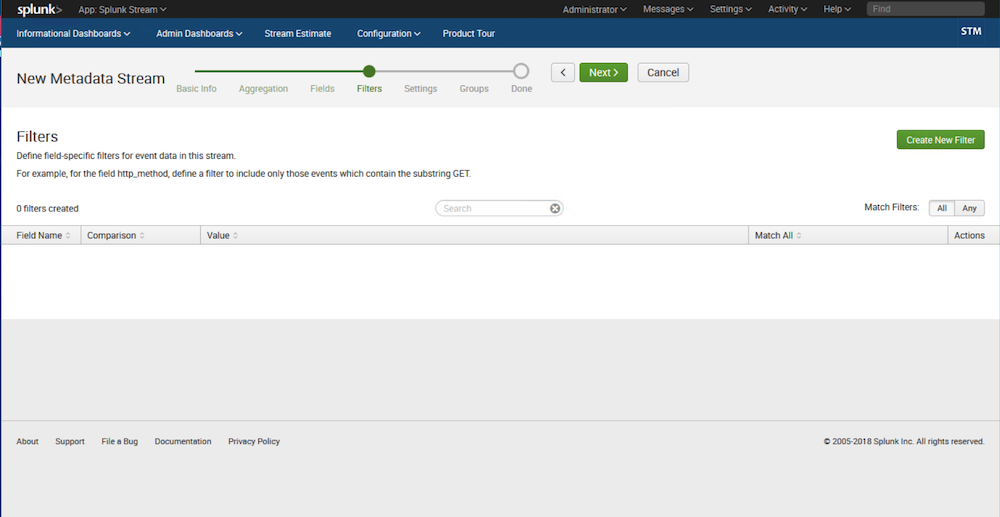 splunk> App: Splunk Stream Administrator Messages Settings Activity Help Find
Informational Dashboards Admin Dashboards Stream Estimate Configuration Product Tour STM
New Metadata Stream < Next > Cancel
Basic Info Aggregation Fields Filters Settings Groups Done
Filters
Create New Filter
Define field-specific filters for event data in this stream.
For example, for the field http_method, define a filter to include only those events which contain the substring GET.
0 filters created Search Match Filters: All Any
Field Name Comparison Value Match All Actions
About Support File a Bug Documentation Privacy Policy © 2005-2018 Splunk Inc. All rights reserved.